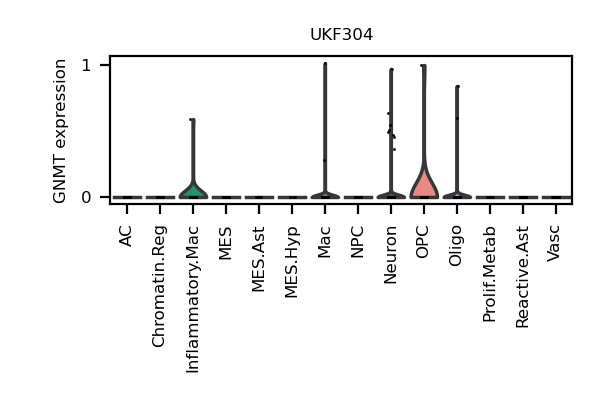 UKF304
GNMT expression
1
0
AC
Chromatin.Reg
Inflammatory.Mac
MES
MES.Ast
MES.Hyp
Mac
NPC
Neuron
OPC
Oligo
Prolif.Metab
Reactive.Ast
Vasc